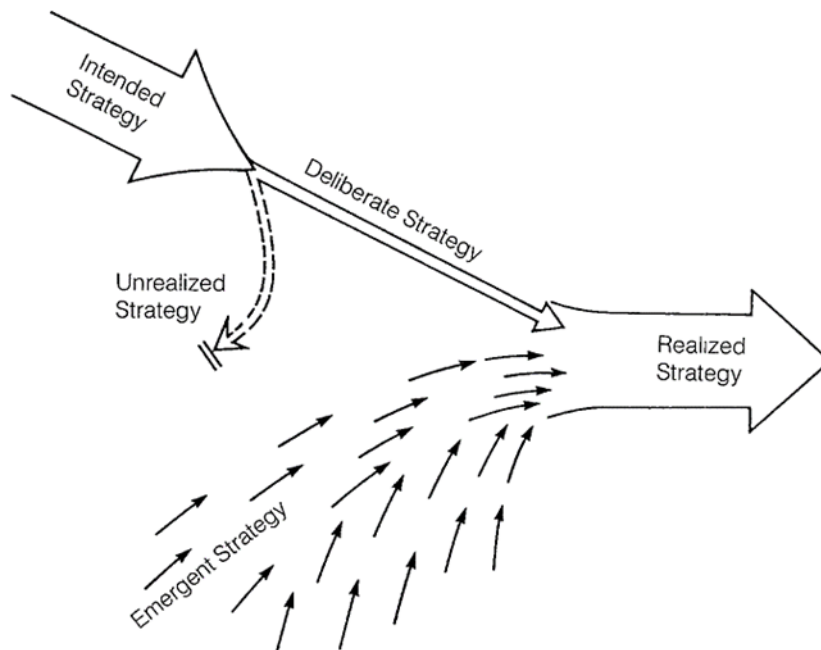 Intended
Strategy
Deliberate Strategy
Unrealized
Strategy
Realized
Strategy
Emergent Strategy